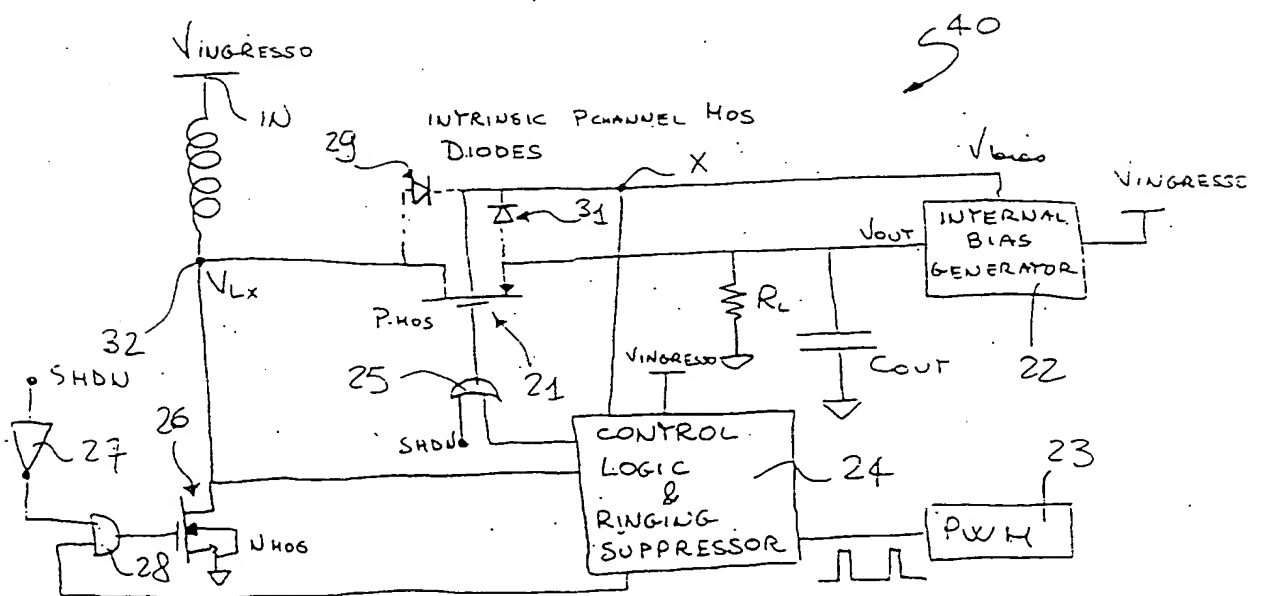 40
VINGRESSO
IN
INTRINSIC PCHANNEL MOS
DIODES
29
X
Vbias
VINGRESSE
31
INTERNAL
BIAS
GENERATOR
VOUT
VLx
32
P-MOS
RL
COUT
22
21
25
VINGRESSO
SHDN
SHDN
26
27
CONTROL
LOGIC
&
RINGING
SUPPRESSOR
24
23
PWM
NMOS
28